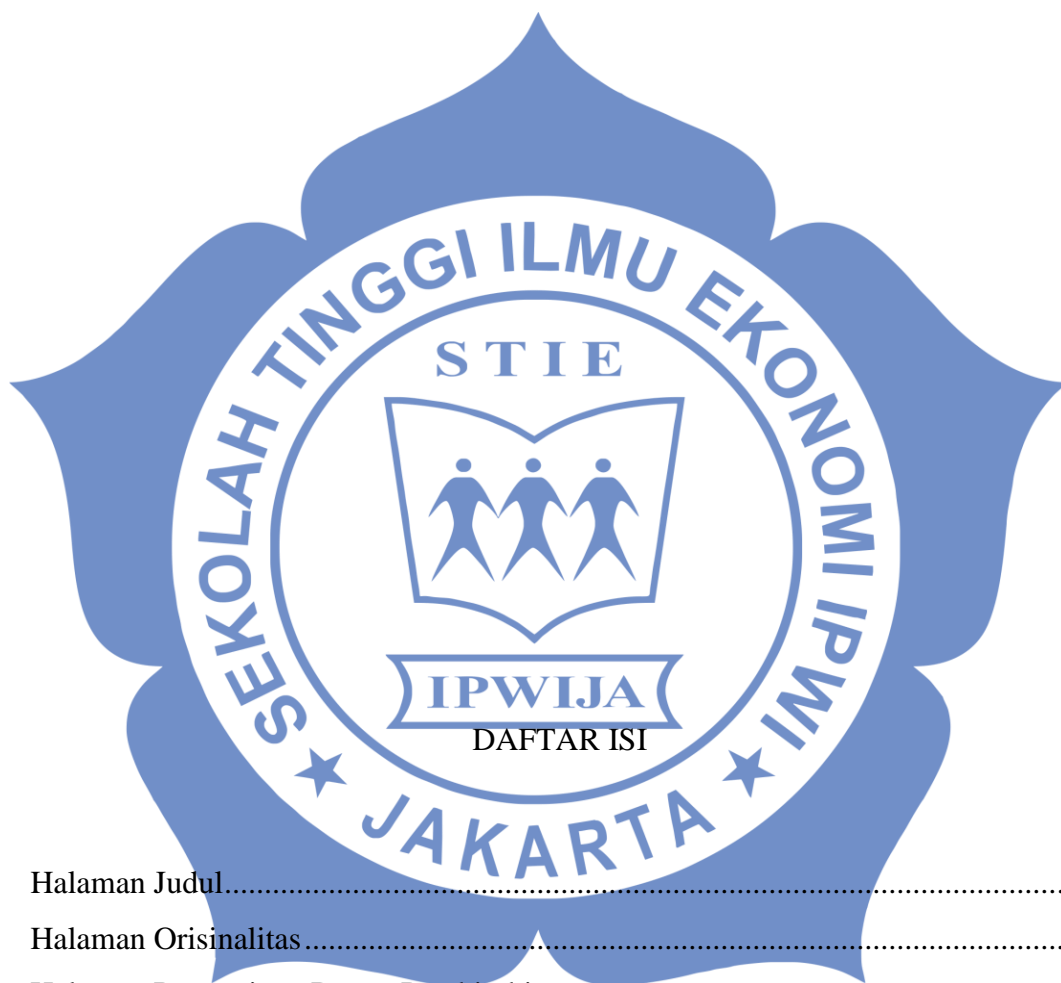 SEKOLAH TINGGI ILMU EKONOMI IPWI
STIE
IPWIJA
DAFTAR ISI
★ JAKARTA ★
Halaman Judul
Halaman Orisinalitas